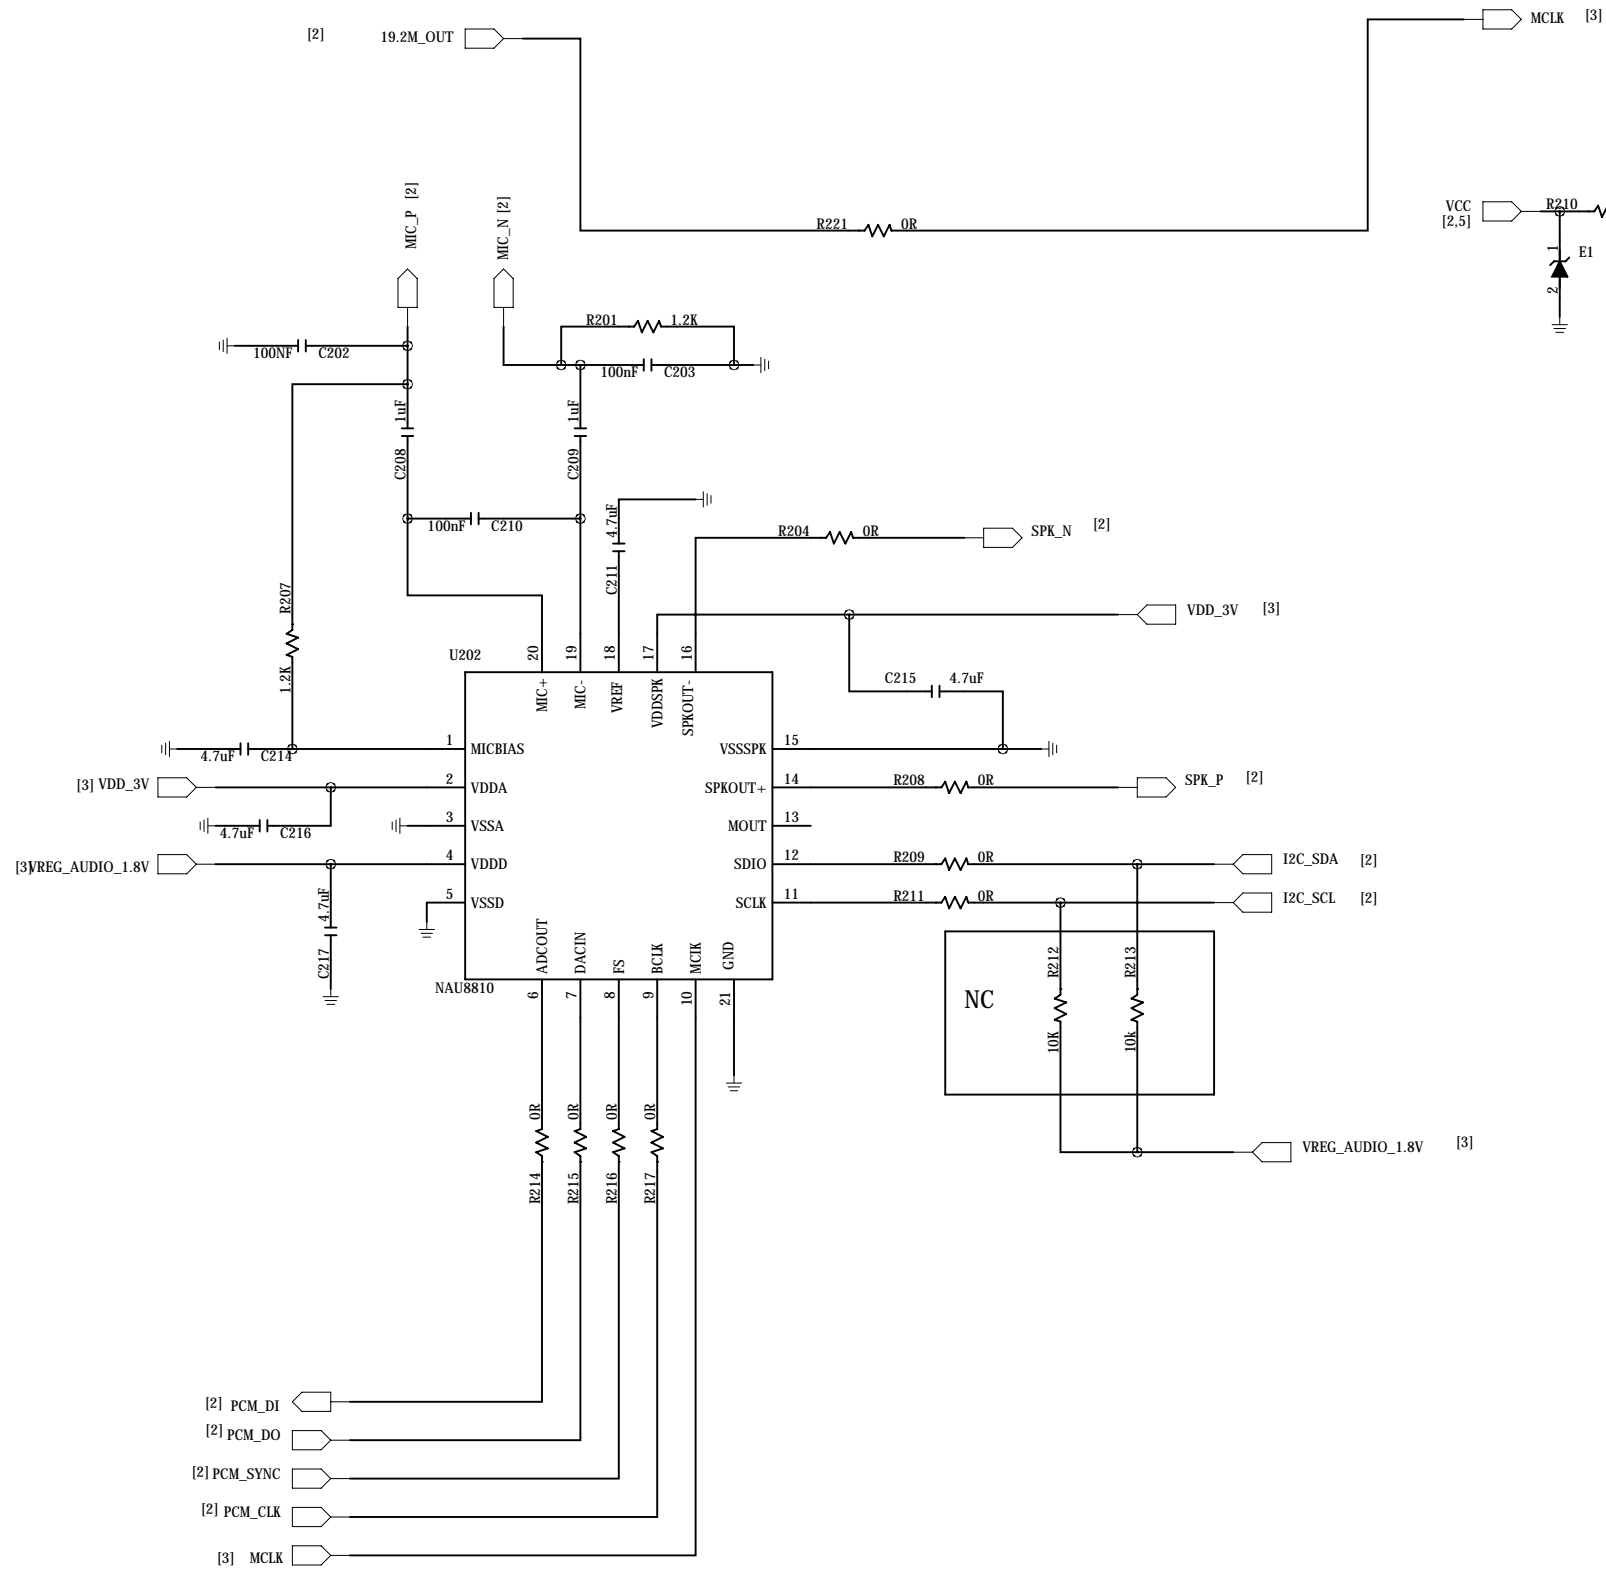 MCLK [3]
[2] 19.2M_OUT
MIC_P [2]
MIC_N [2]
R221 0R
VCC
[2,5]
R210
1
E1
2
R201 1.2K
100NF C202
100nF C203
1uF
C208
1uF
C209
100nF C210
4.7uF
C211
R204 0R
SPK_N [2]
R207
1.2K
VDD_3V [3]
C215 4.7uF
U202
20
19
18
17
16
MIC+
MIC-
VREF
VDDSPK
SPKOUT-
4.7uF C214
1 MICBIAS
VSSSPK 15
[3] VDD_3V
2 VDDA
SPKOUT+ 14
R208 0R
SPK_P [2]
4.7uF C216
3 VSSA
MOUT 13
[3]VREG_AUDIO_1.8V
4 VDDD
SDIO 12
R209 0R
I2C_SDA [2]
5 VSSD
SCLK 11
R211 0R
I2C_SCL [2]
4.7uF
C217
ADCOUT
DACIN
FS
BCLK
MCIK
GND
NAU8810
6
7
8
9
10
21
NC
R212
10K
R213
10k
VREG_AUDIO_1.8V [3]
0R
R214
0R
R215
0R
R216
0R
R217
[2] PCM_DI
[2] PCM_DO
[2] PCM_SYNC
[2] PCM_CLK
[3] MCLK